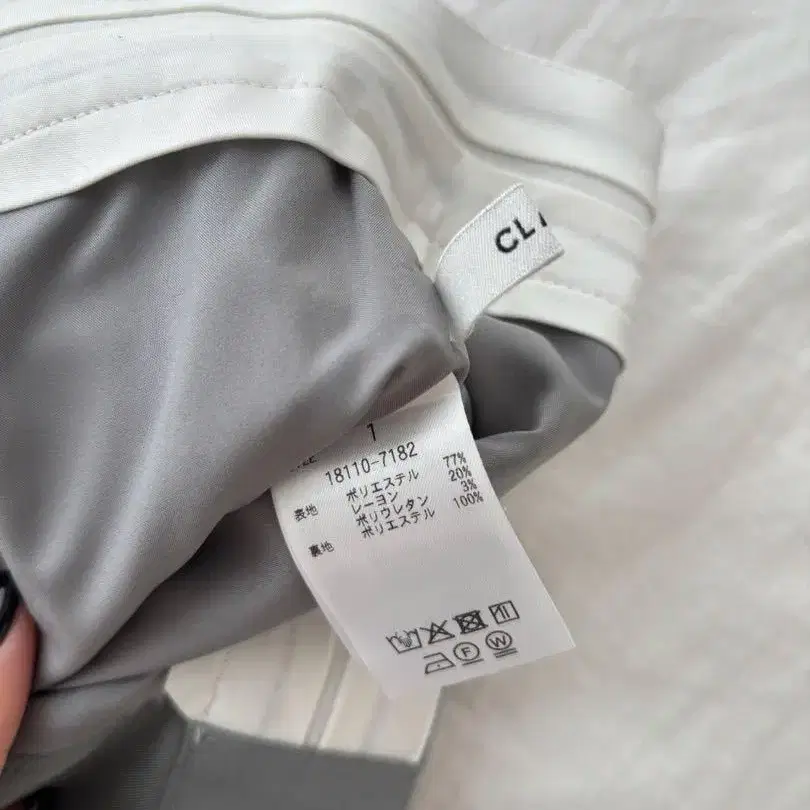 CL
1
18110-7182
表地 ポリエステル 77%
レーヨン 20%
ポリウレタン 3%
裏地 ポリエステル 100%
F W